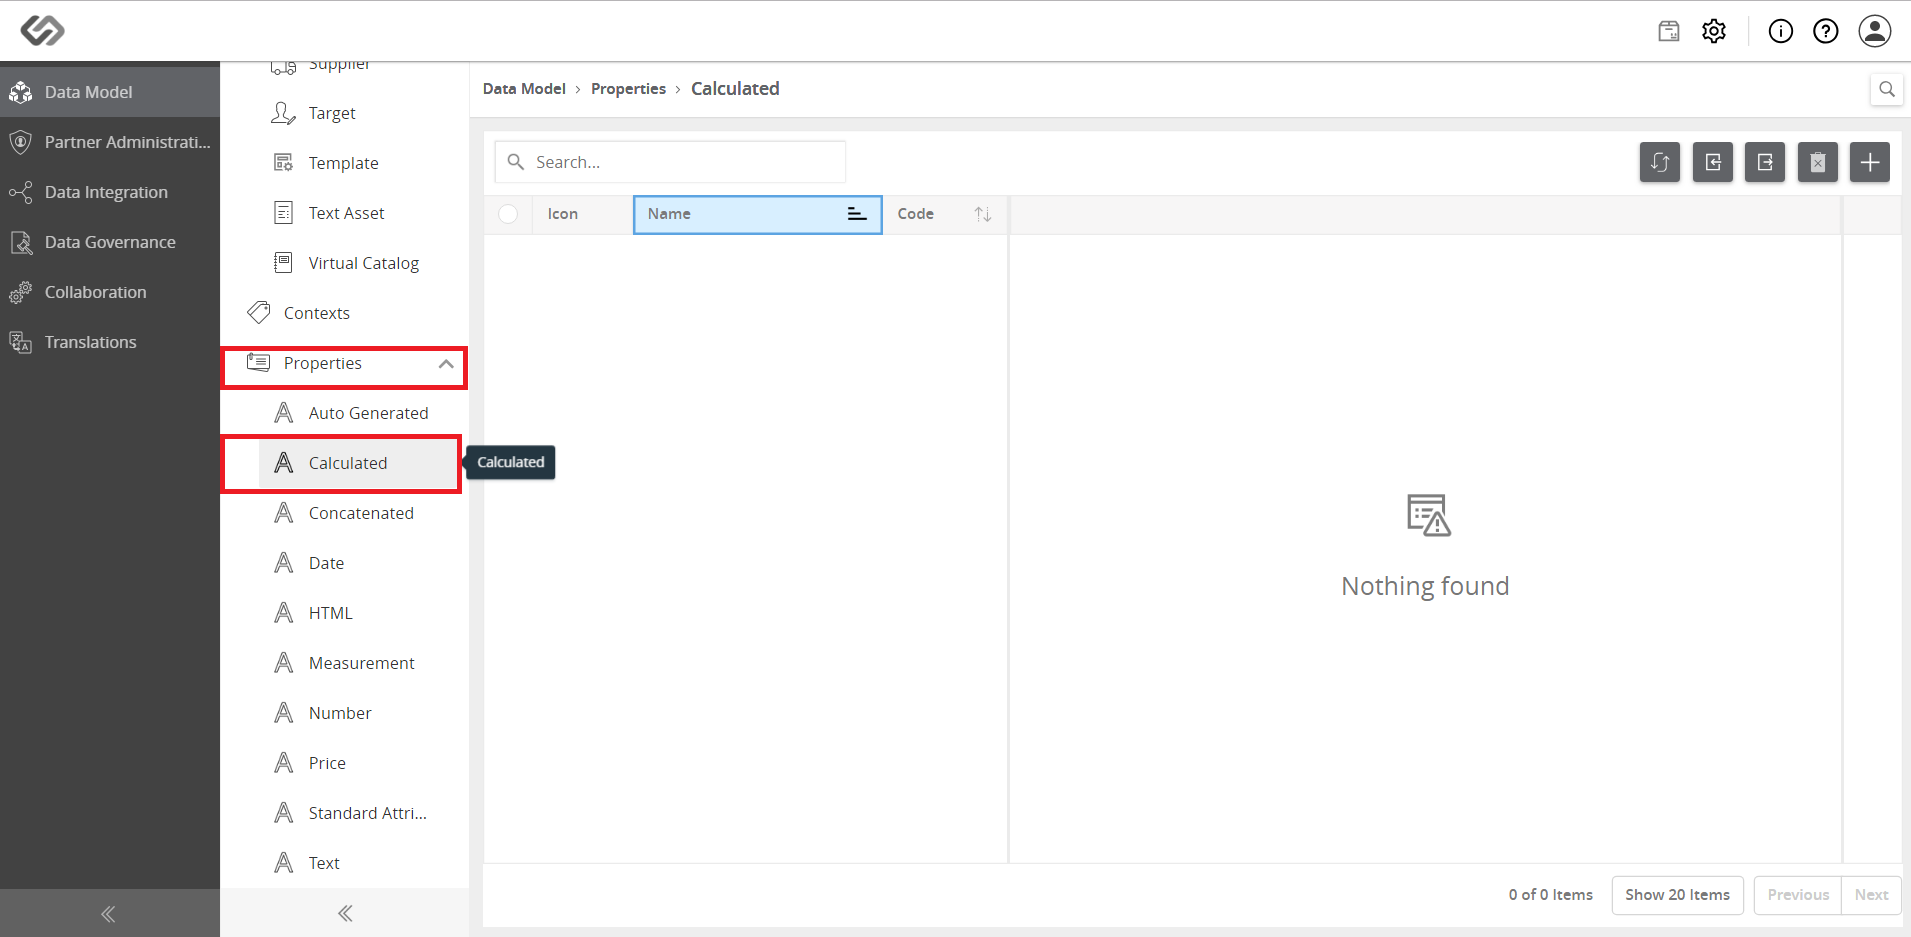 Data Model
Partner Administrati...
Data Integration
Data Governance
Collaboration
Translations
Supplier
Target
Template
Text Asset
Virtual Catalog
Contexts
Properties
Auto Generated
Calculated
Concatenated
Date
HTML
Measurement
Number
Price
Standard Attri...
Text
Calculated
Data Model › Properties › Calculated
Search...
Icon Name Code
Nothing found
0 of 0 Items Show 20 Items Previous Next